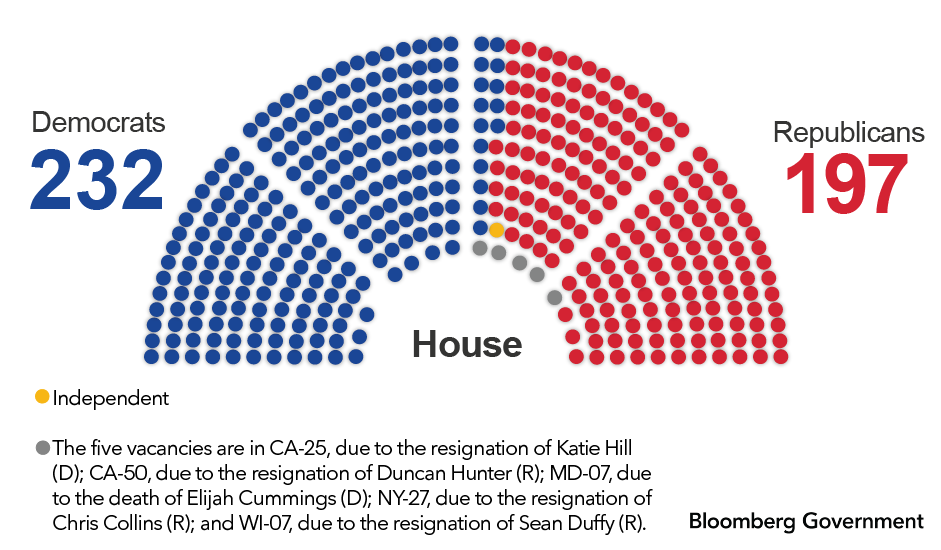 Democrats
232
Republicans
197
House
Independent
The five vacancies are in CA-25, due to the resignation of Katie Hill
(D); CA-50, due to the resignation of Duncan Hunter (R); MD-07, due
to the death of Elijah Cummings (D); NY-27, due to the resignation of
Chris Collins (R); and WI-07, due to the resignation of Sean Duffy (R).
Bloomberg Government